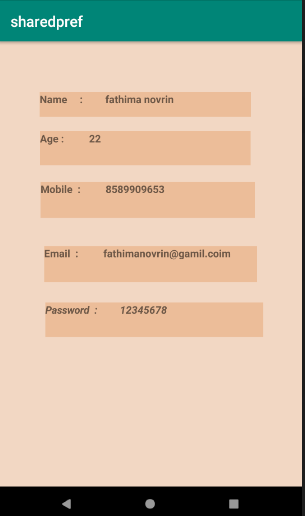 sharedpref
Name : fathima novrin
Age : 22
Mobile : 8589909653
Email : fathimanovrin@gamil.coim
Password : 12345678